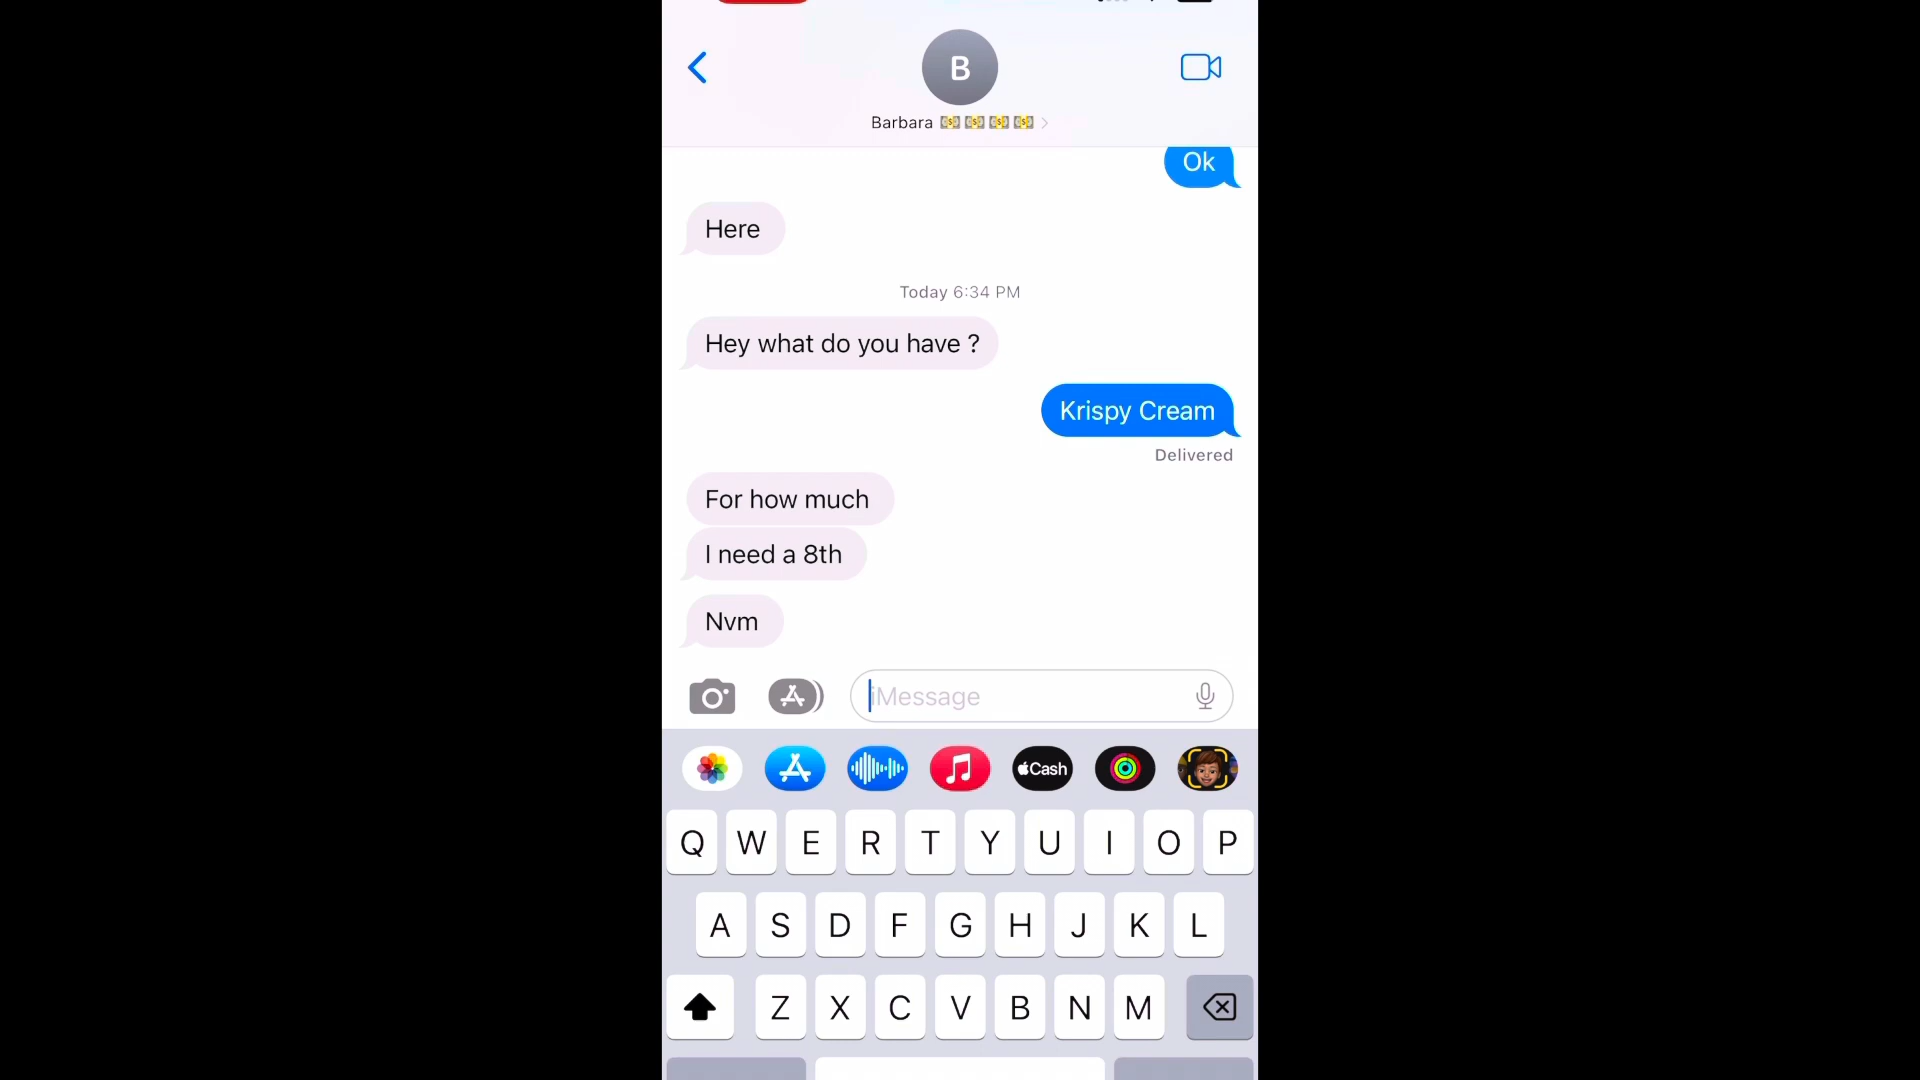 B
Barbara 💵💵💵💵
Ok
Here
Today 6:34 PM
Hey what do you have ?
Krispy Cream
Delivered
For how much
I need a 8th
Nvm
iMessage
Cash
Q W E R T Y U I O P
A S D F G H J K L
Z X C V B N M